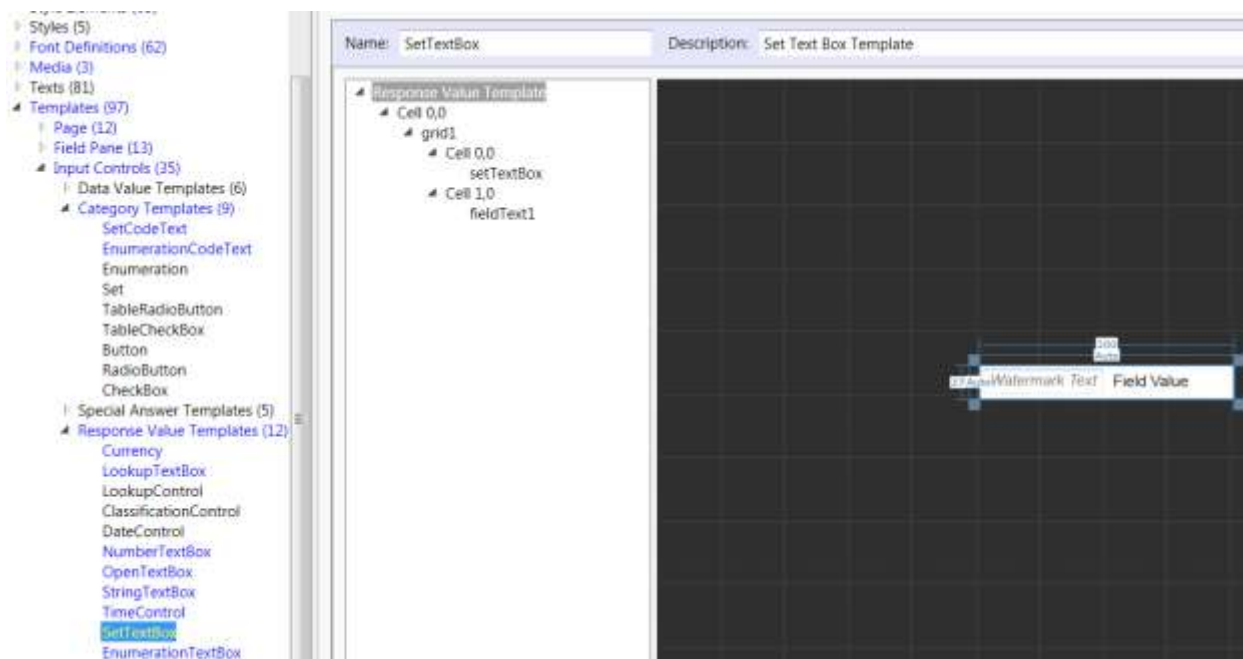 Styles (5)
Font Definitions (62)
Media (3)
Texts (81)
Templates (97)
Page (12)
Field Pane (13)
Input Controls (35)
Data Value Templates (6)
Category Templates (9)
SetCodeText
EnumerationCodeText
Enumeration
Set
TableRadioButton
TableCheckBox
Button
RadioButton
CheckBox
Special Answer Templates (5)
Response Value Templates (12)
Currency
LookupTextBox
LookupControl
ClassificationControl
DateControl
NumberTextBox
OpenTextBox
StringTextBox
TimeControl
SetTextBox
EnumerationTextBox
Name: SetTextBox Description: Set Text Box Template
Response Value Template
Cell 0,0
grid1
Cell 0,0
setTextBox
Cell 1,0
fieldText1
Auto
Watermark Text Field Value